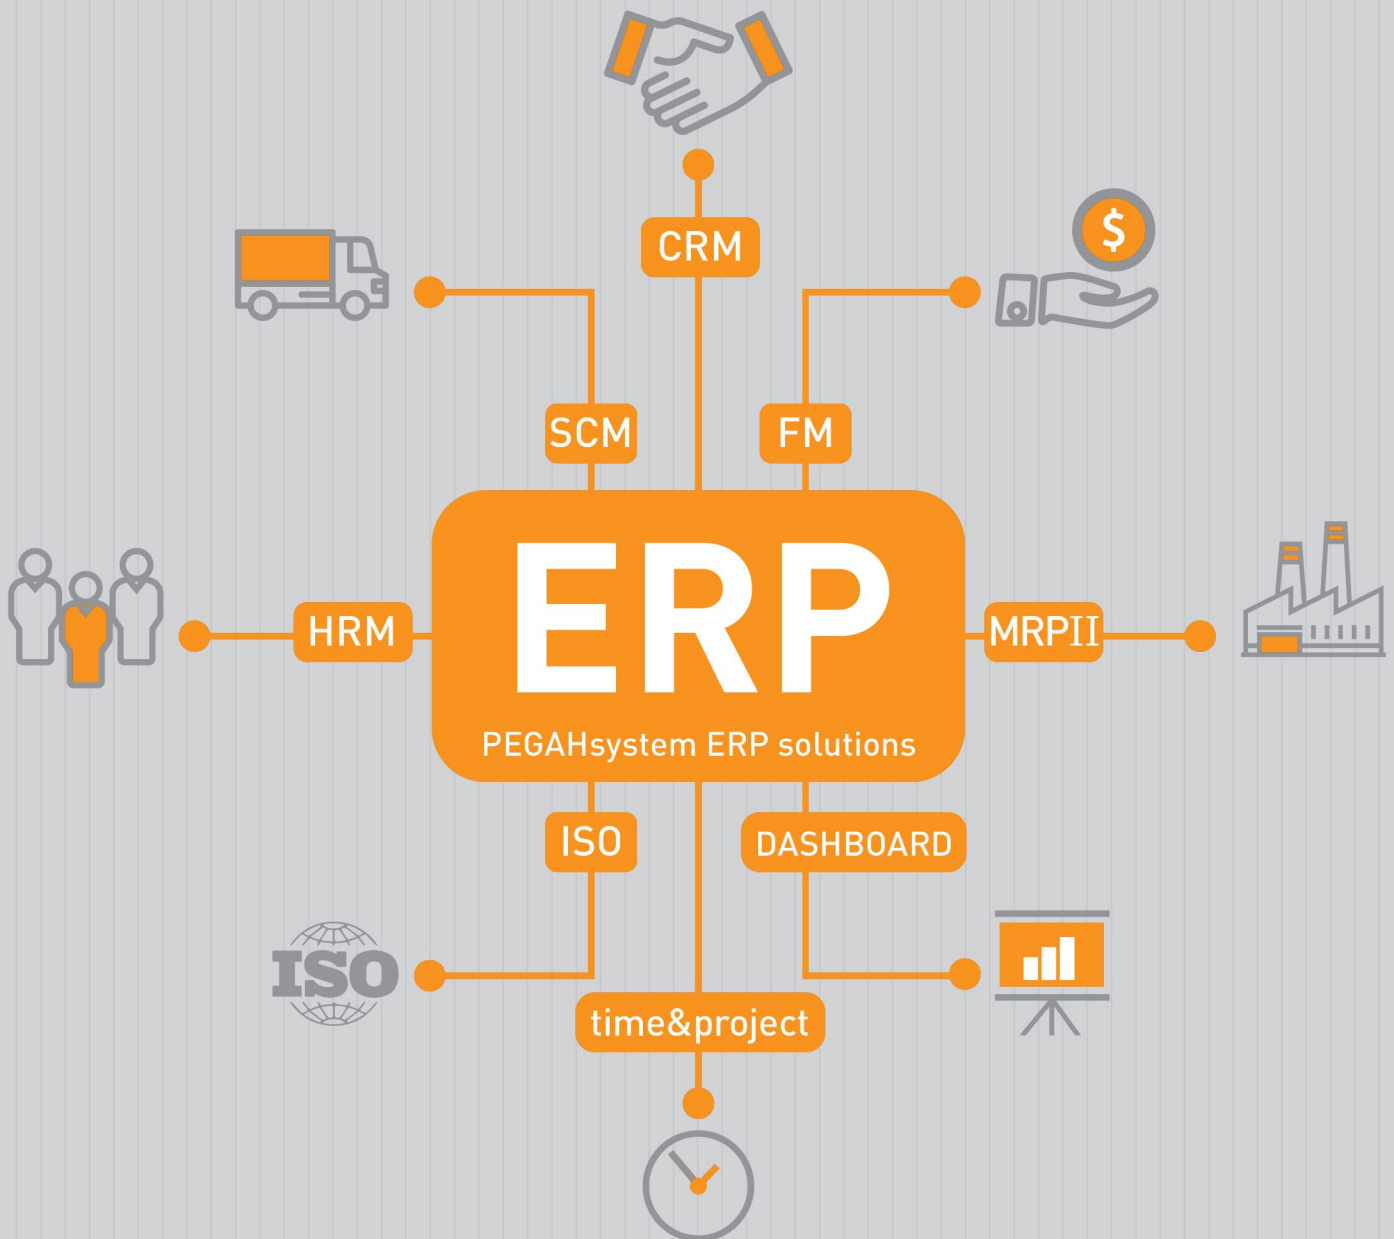 CRM
$
SCM
FM
ERP
HRM
MRPII
PEGAHsystem ERP solutions
ISO
DASHBOARD
ISO
time&project